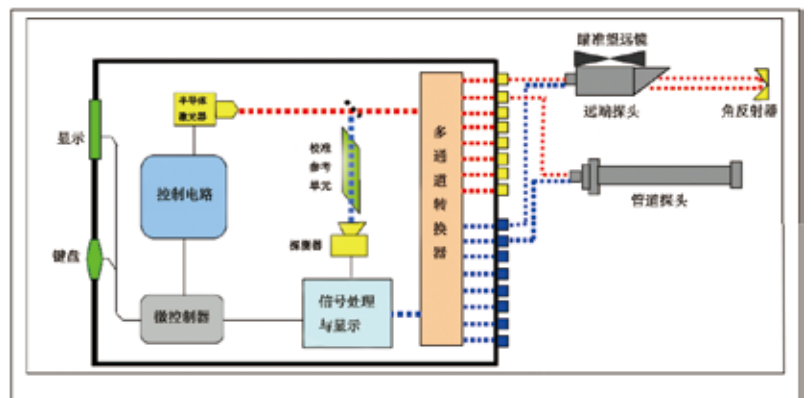 瞄准望远镜
远端探头
角反射器
管道探头
半导体
激光器
显示
控制电路
键盘
微控制器
校准
参考
单元
探测器
信号处理
与显示
多
通
道
转
换
器